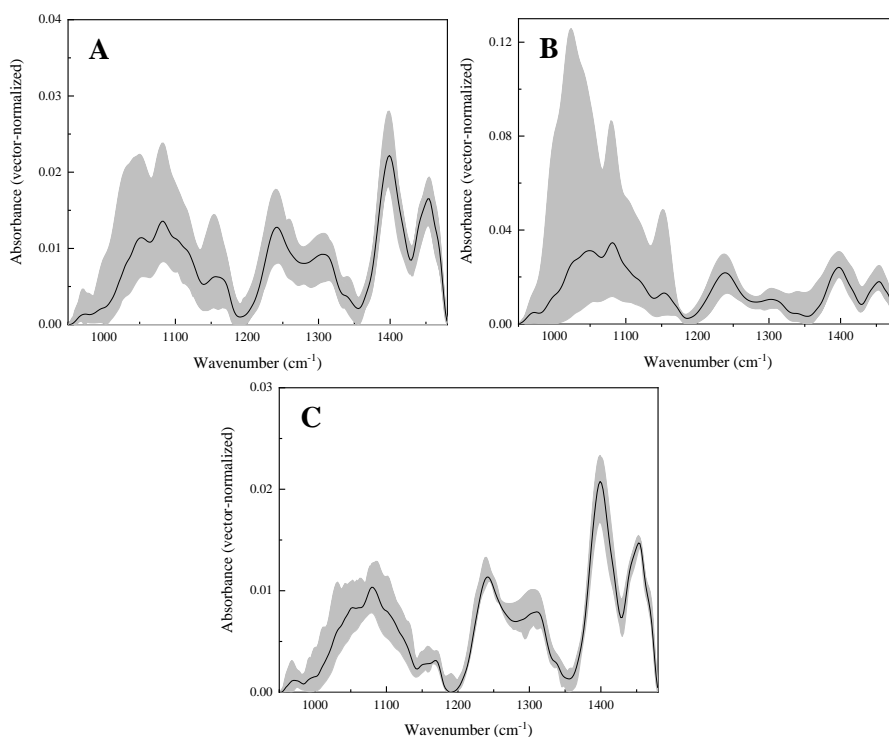 A
Absorbance (vector-normalized)
0.04
0.03
0.02
0.01
0.00
1000 1100 1200 1300 1400
Wavenumber (cm-1)
B
Absorbance (vector-normalized)
0.12
0.08
0.04
0.00
1000 1100 1200 1300 1400
Wavenumber (cm-1)
C
Absorbance (vector-normalized)
0.03
0.02
0.01
0.00
1000 1100 1200 1300 1400
Wavenumber (cm-1)